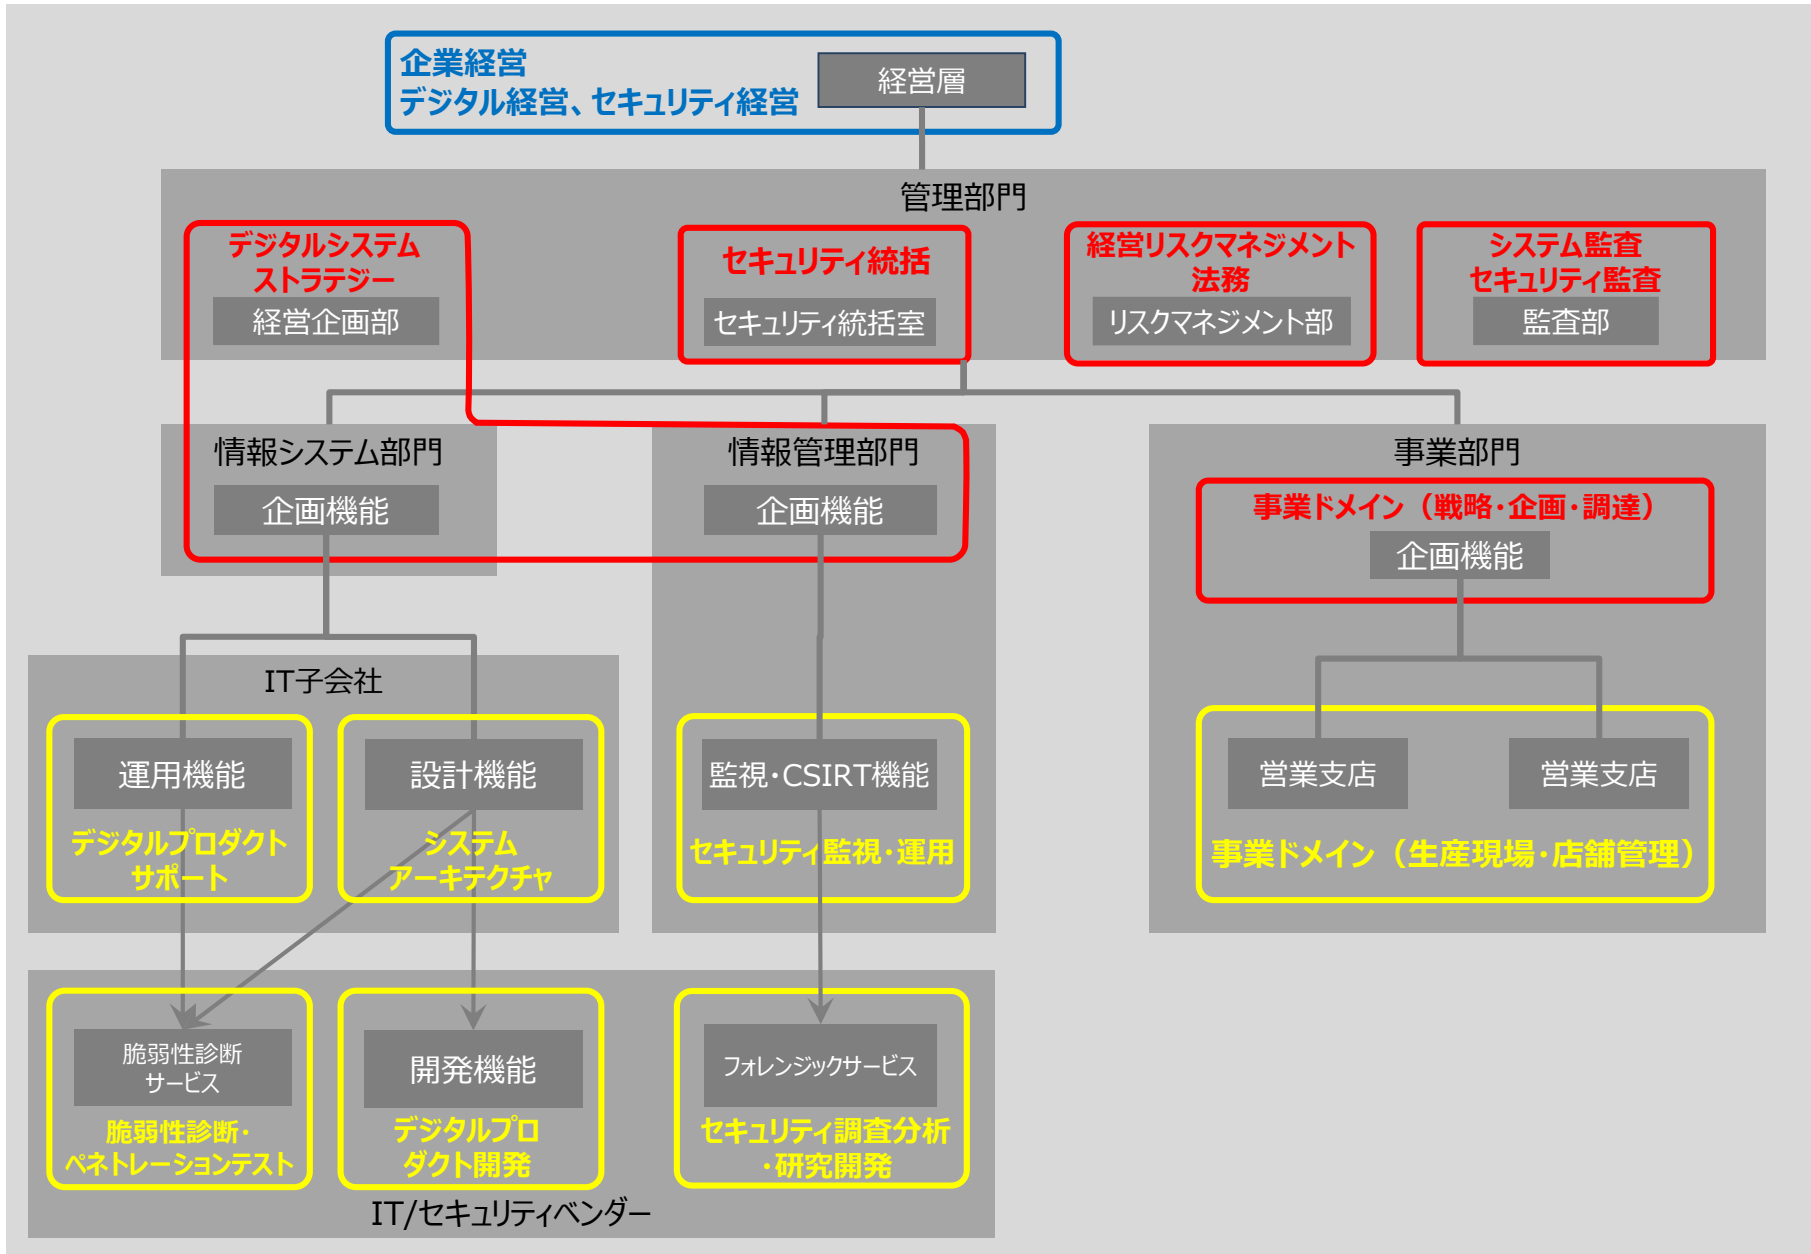 企業経営
デジタル経営、セキュリティ経営
経営層
管理部門
デジタルシステム
ストラテジー
経営企画部
セキュリティ統括
セキュリティ統括室
経営リスクマネジメント
法務
リスクマネジメント部
システム監査
セキュリティ監査
監査部
情報システム部門
企画機能
情報管理部門
企画機能
事業部門
事業ドメイン（戦略・企画・調達）
企画機能
IT子会社
運用機能
デジタルプロダクト
サポート
設計機能
システム
アーキテクチャ
監視・CSIRT機能
セキュリティ監視・運用
営業支店
営業支店
事業ドメイン（生産現場・店舗管理）
脆弱性診断
サービス
脆弱性診断・
ペネトレーションテスト
開発機能
デジタルプロ
ダクト開発
フォレンジックサービス
セキュリティ調査分析
・研究開発
IT/セキュリティベンダー